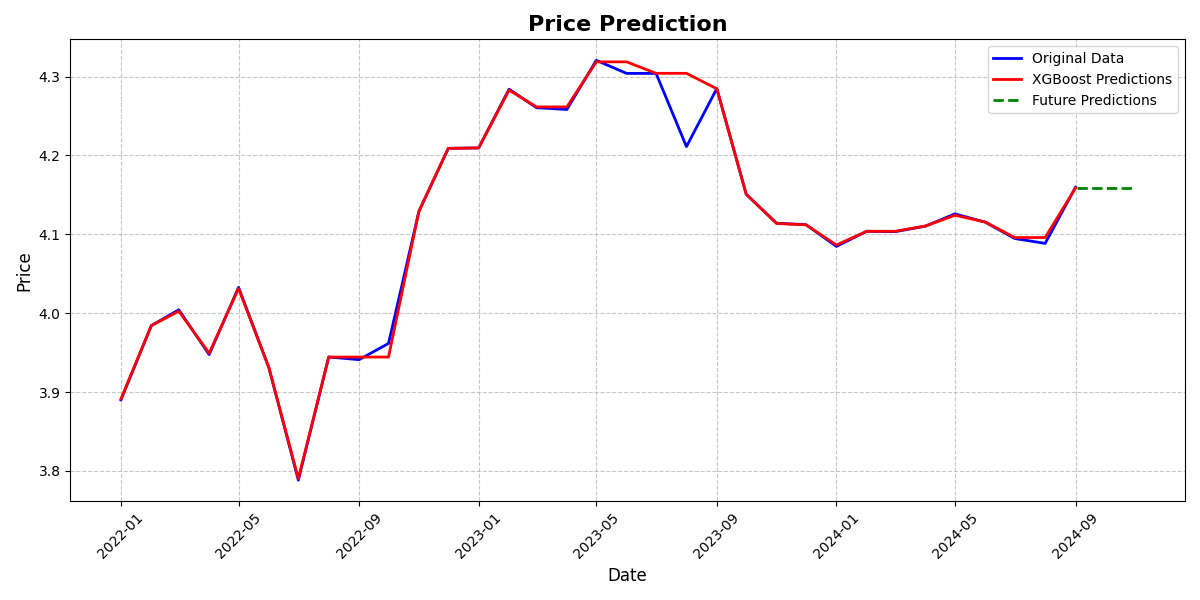 Price Prediction
Original Data
XGBoost Predictions
Future Predictions
4.3
4.2
4.1
4.0
3.9
3.8
Price
2022-01
2022-05
2022-09
2023-01
2023-05
2023-09
2024-01
2024-05
2024-09
Date